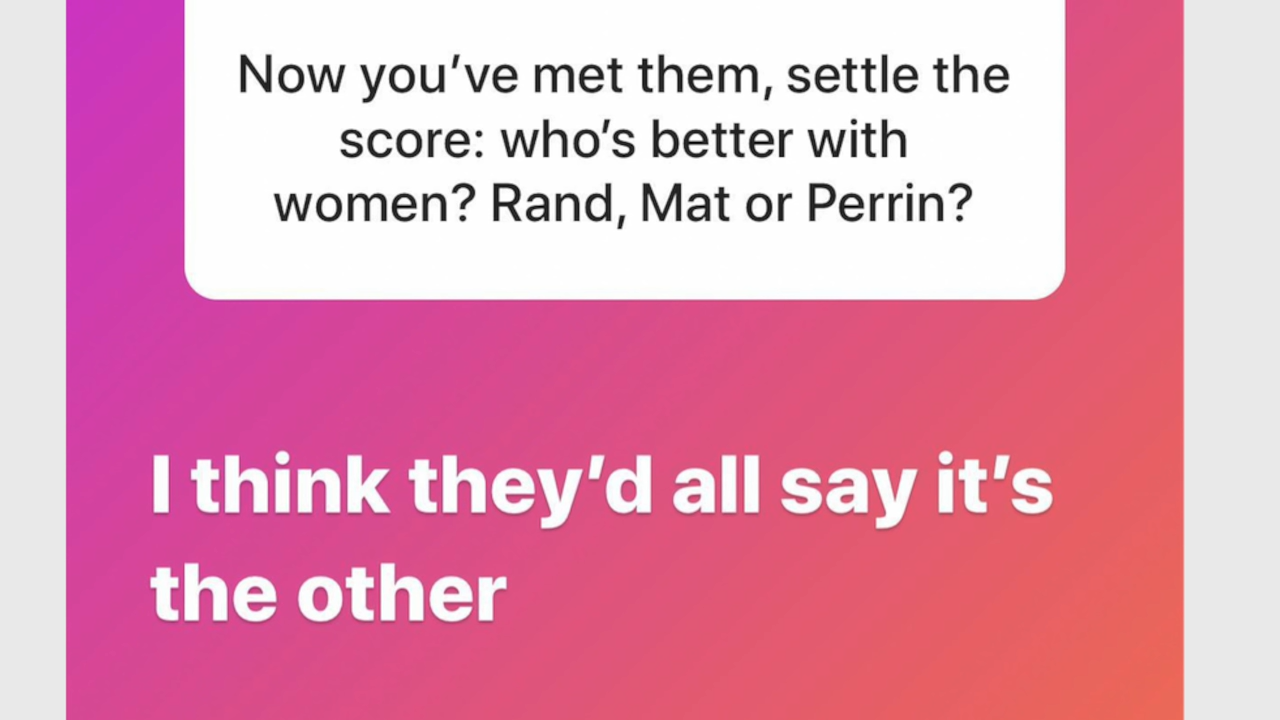 Now you’ve met them, settle the
score: who’s better with
women? Rand, Mat or Perrin?
I think they’d all say it’s
the other